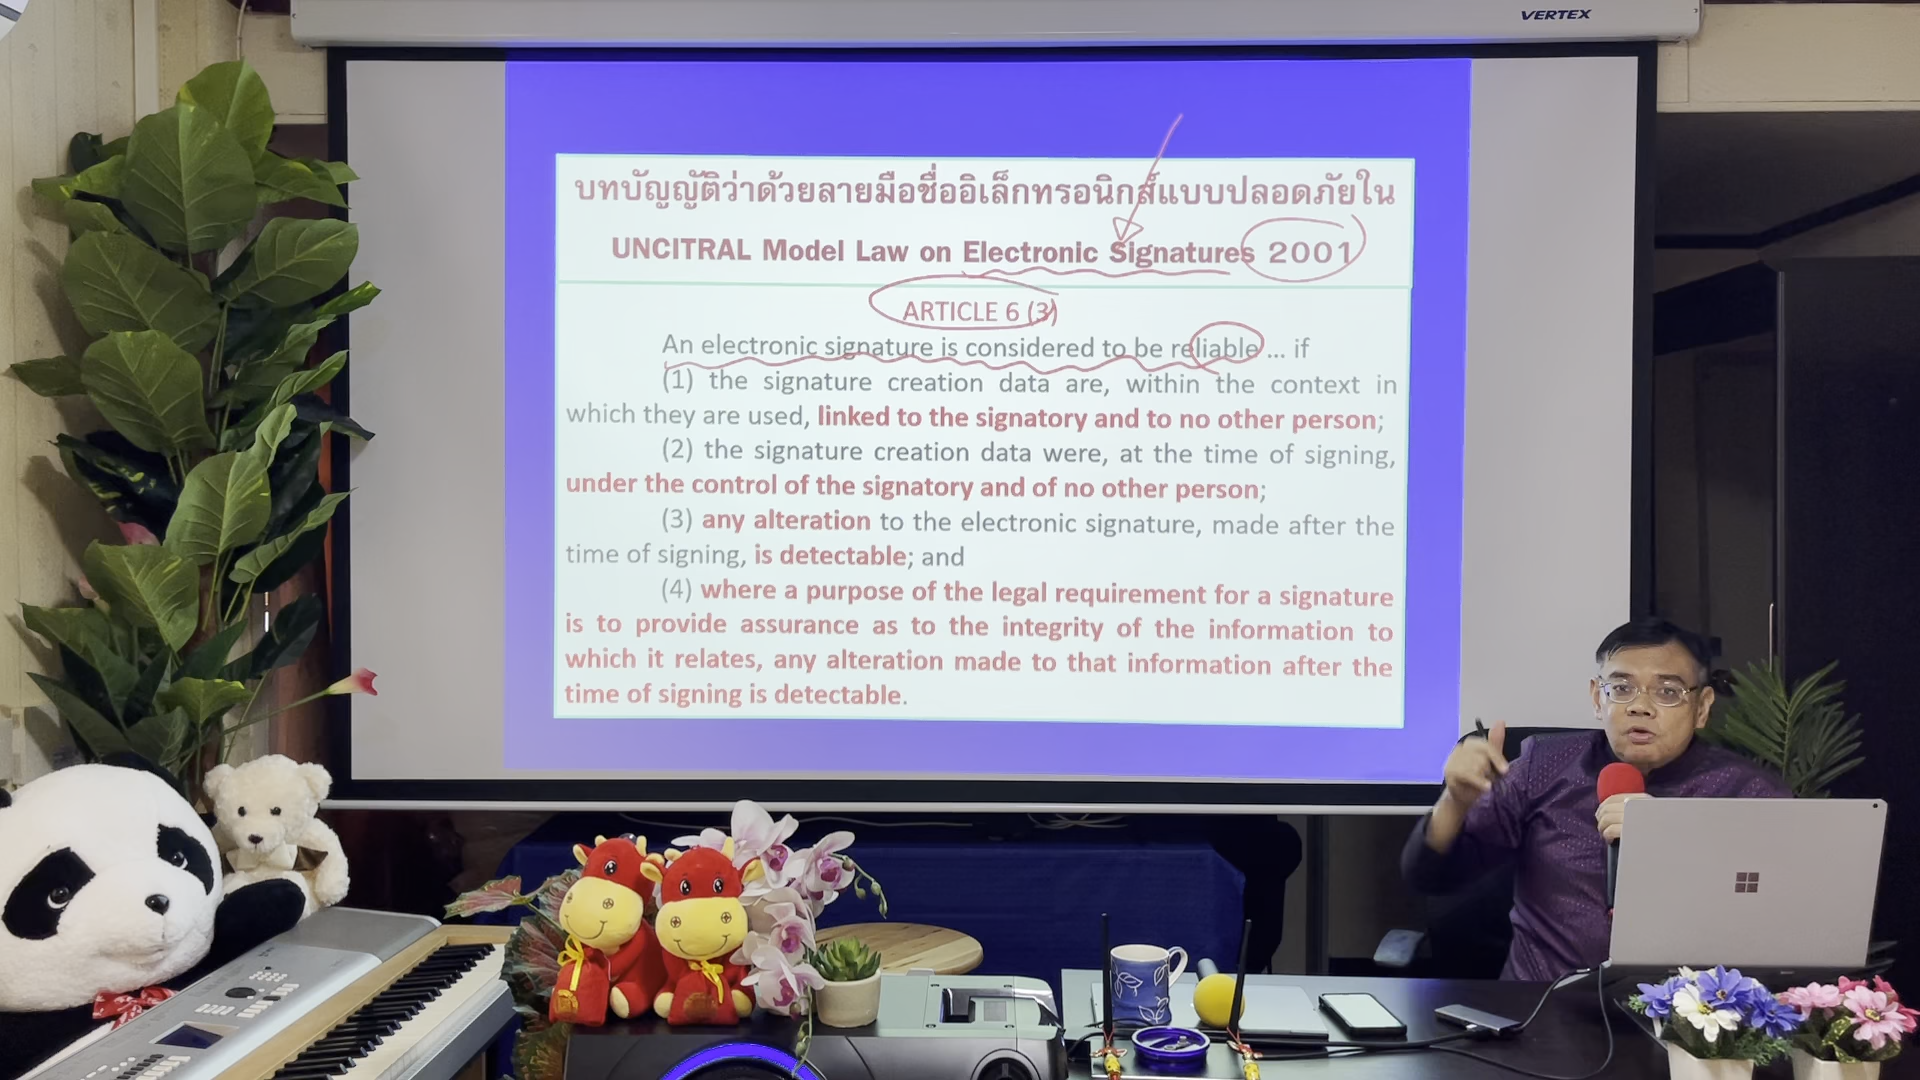 VERTEX
บทบัญญัติว่าด้วยลายมือชื่ออิเล็กทรอนิกส์แบบปลอดภัยใน
UNCITRAL Model Law on Electronic Signatures 2001
ARTICLE 6 (3)
An electronic signature is considered to be reliable ... if
(1) the signature creation data are, within the context in
which they are used, linked to the signatory and to no other person;
(2) the signature creation data were, at the time of signing,
under the control of the signatory and of no other person;
(3) any alteration to the electronic signature, made after the
time of signing, is detectable; and
(4) where a purpose of the legal requirement for a signature
is to provide assurance as to the integrity of the information to
which it relates, any alteration made to that information after the
time of signing is detectable.